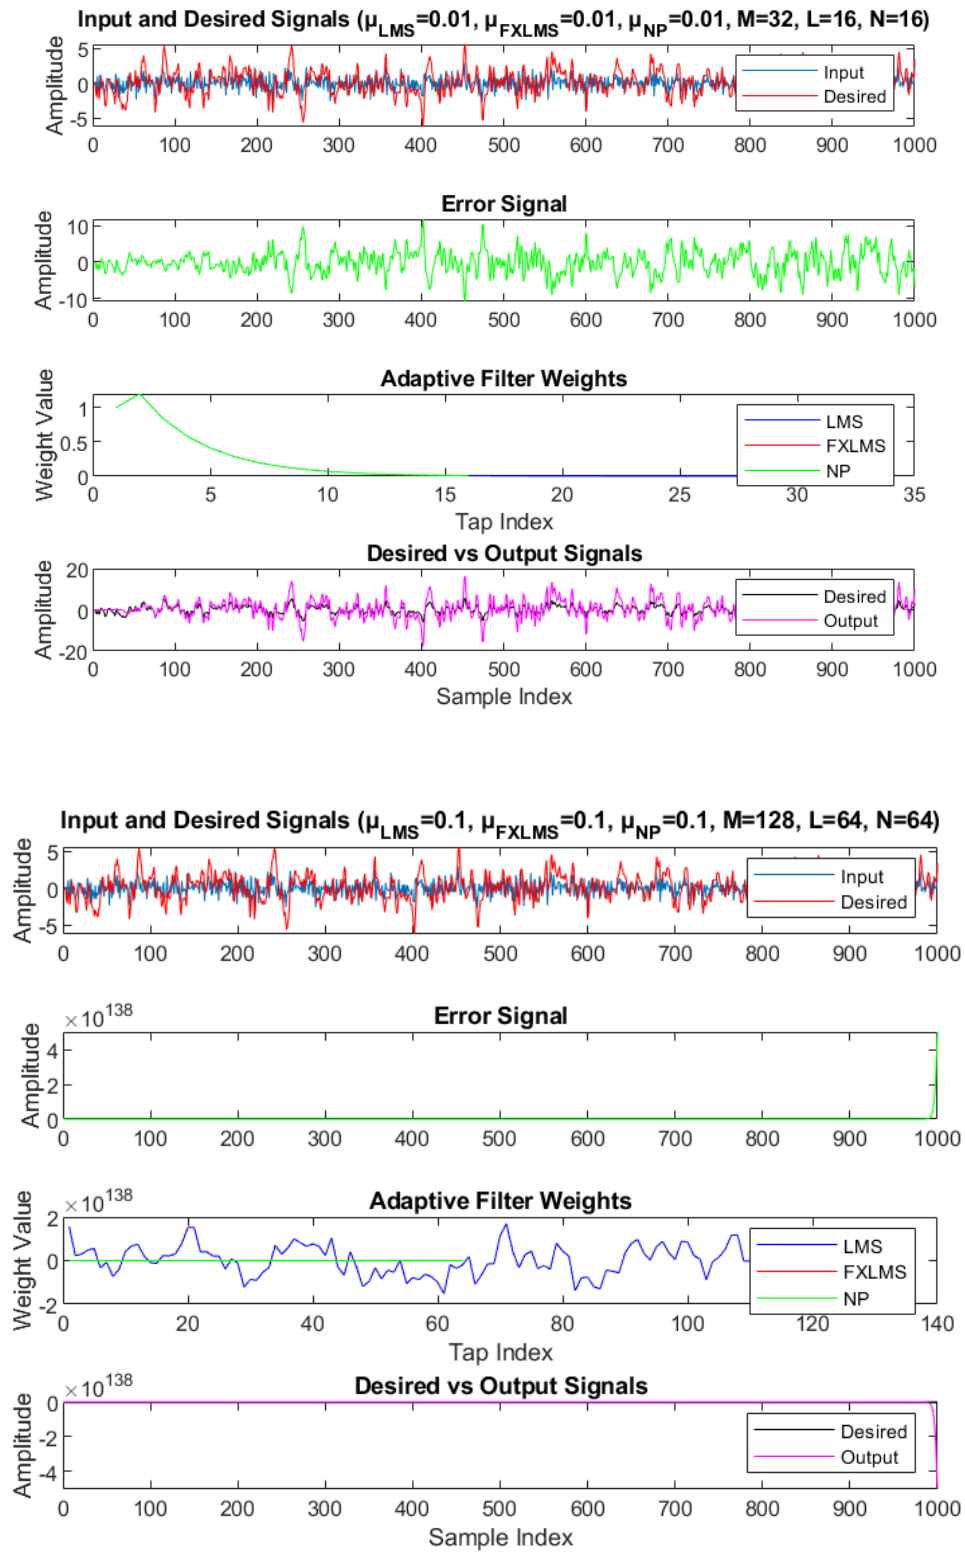 Input and Desired Signals (μLMS=0.01, μFXLMS=0.01, μNP=0.01, M=32, L=16, N=16)
Amplitude
5
0
-5
Input
Desired
0 100 200 300 400 500 600 700 800 900 1000
Error Signal
Amplitude
10
0
-10
0 100 200 300 400 500 600 700 800 900 1000
Adaptive Filter Weights
Weight Value
1
0.5
0
LMS
FXLMS
NP
0 5 10 15 20 25 30 35
Tap Index
Desired vs Output Signals
Amplitude
20
0
-20
Desired
Output
0 100 200 300 400 500 600 700 800 900 1000
Sample Index
Input and Desired Signals (μLMS=0.1, μFXLMS=0.1, μNP=0.1, M=128, L=64, N=64)
Amplitude
5
0
-5
Input
Desired
0 100 200 300 400 500 600 700 800 900 1000
×10^138
Error Signal
Amplitude
4
2
0
0 100 200 300 400 500 600 700 800 900 1000
×10^138
Adaptive Filter Weights
Weight Value
2
0
-2
LMS
FXLMS
NP
0 20 40 60 80 100 120 140
Tap Index
×10^138
Desired vs Output Signals
Amplitude
0
-2
-4
Desired
Output
0 100 200 300 400 500 600 700 800 900 1000
Sample Index